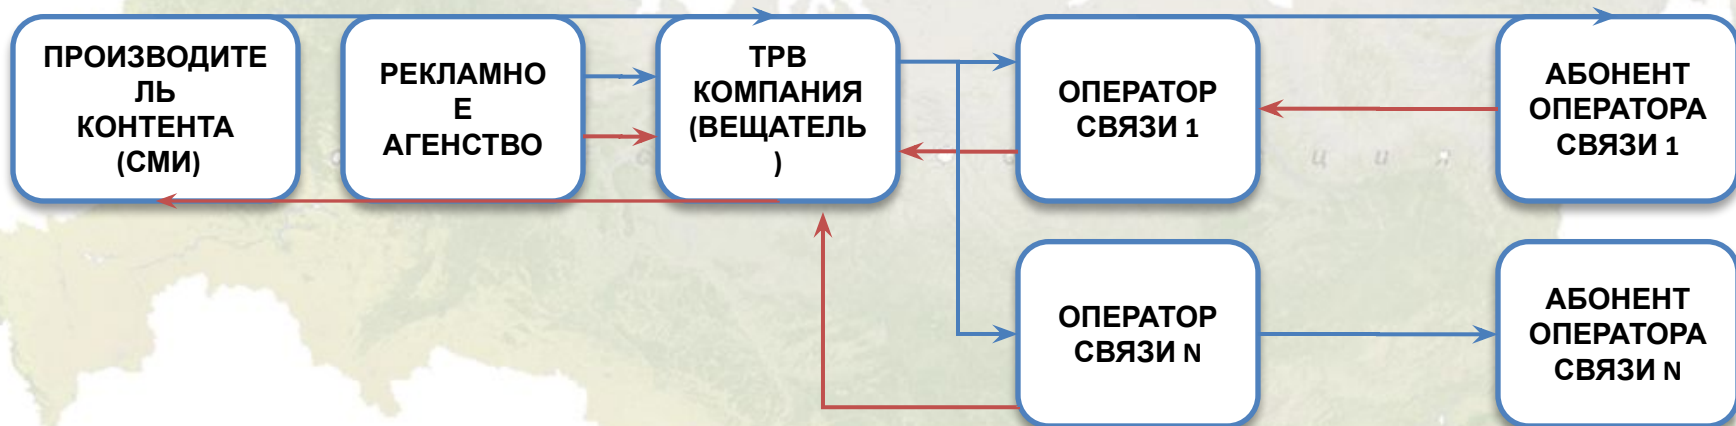 ПРОИЗВОДИТЕ
ЛЬ
КОНТЕНТА
(СМИ)
РЕКЛАМНО
Е
АГЕНСТВО
ТРВ
КОМПАНИЯ
(ВЕЩАТЕЛЬ
)
ОПЕРАТОР
СВЯЗИ 1
АБОНЕНТ
ОПЕРАТОРА
СВЯЗИ 1
ОПЕРАТОР
СВЯЗИ N
АБОНЕНТ
ОПЕРАТОРА
СВЯЗИ N